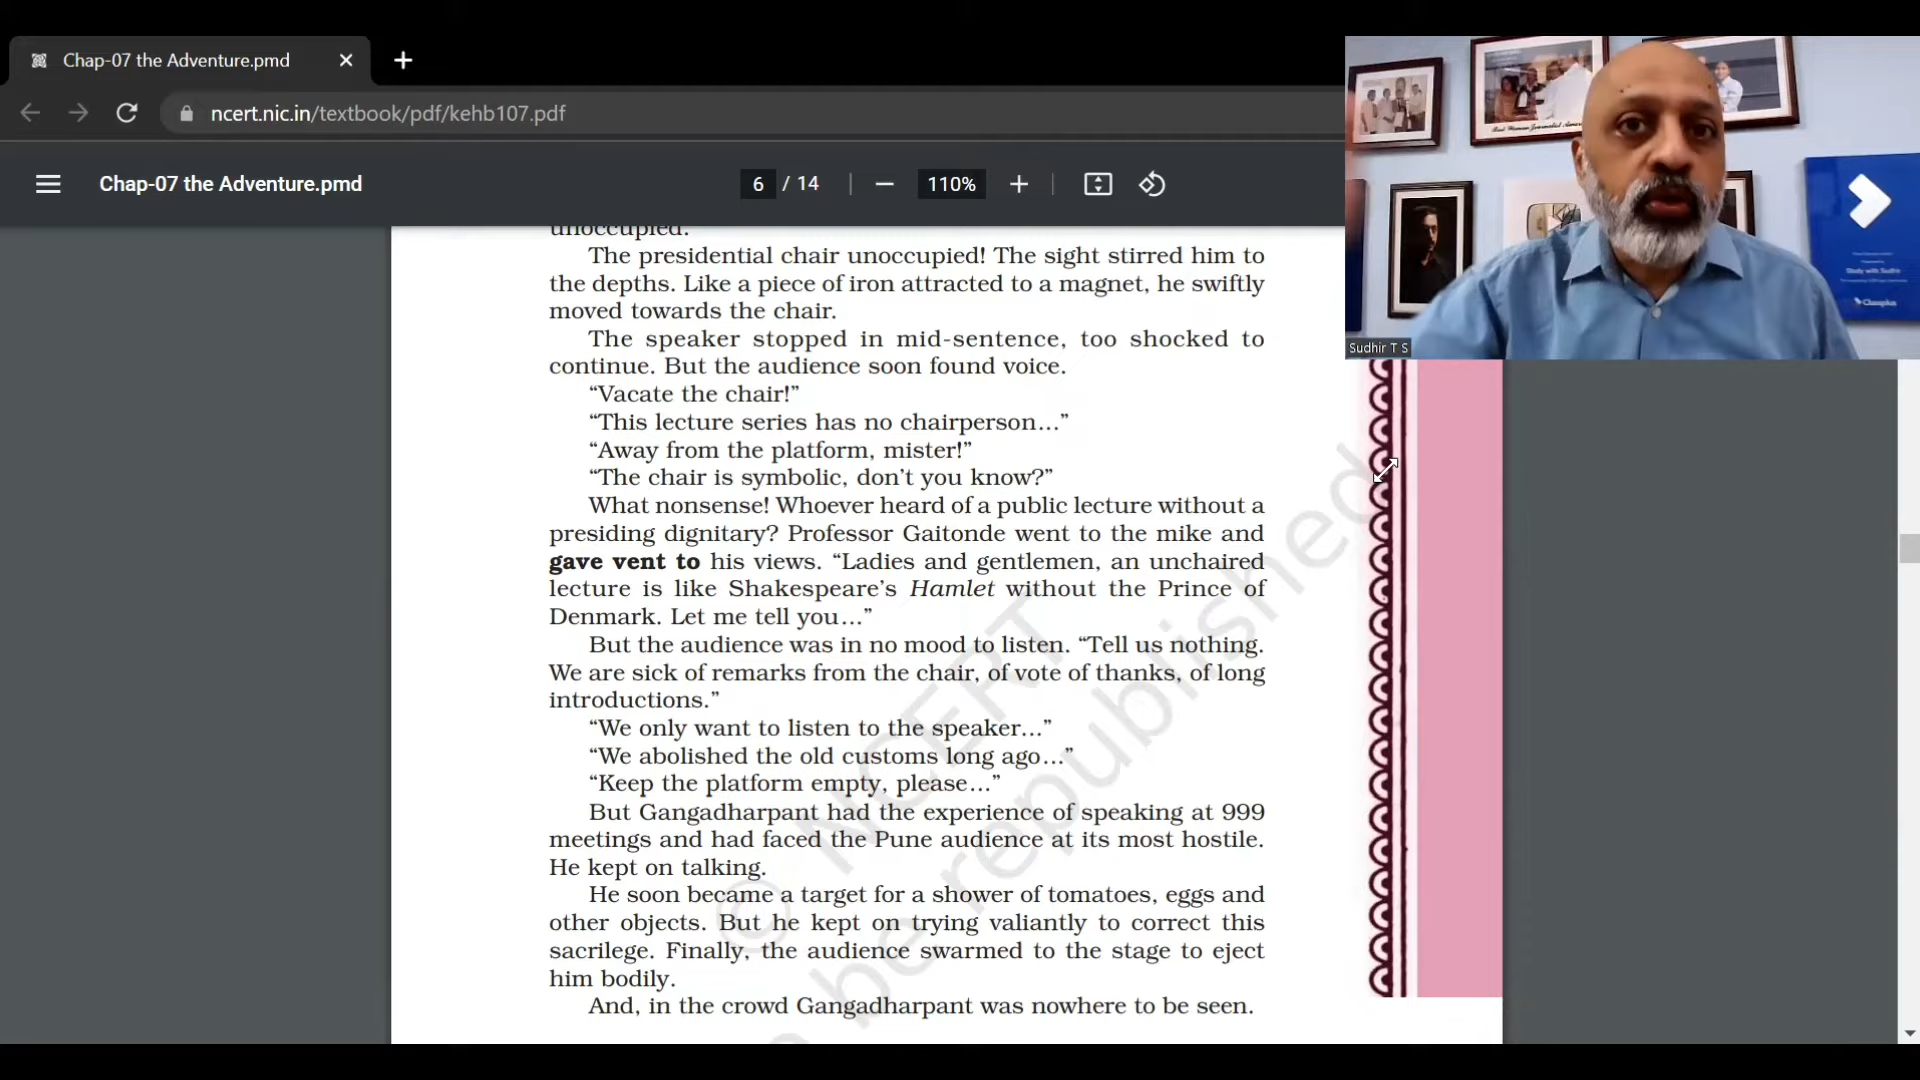 Chap-07 the Adventure.pmd
ncert.nic.in/textbook/pdf/kehb107.pdf
Chap-07 the Adventure.pmd
6 / 14
110%
unoccupied.
The presidential chair unoccupied! The sight stirred him to
the depths. Like a piece of iron attracted to a magnet, he swiftly
moved towards the chair.
The speaker stopped in mid-sentence, too shocked to
continue. But the audience soon found voice.
“Vacate the chair!”
“This lecture series has no chairperson...”
“Away from the platform, mister!”
“The chair is symbolic, don’t you know?”
What nonsense! Whoever heard of a public lecture without a
presiding dignitary? Professor Gaitonde went to the mike and
gave vent to his views. “Ladies and gentlemen, an unchaired
lecture is like Shakespeare’s Hamlet without the Prince of
Denmark. Let me tell you...”
But the audience was in no mood to listen. “Tell us nothing.
We are sick of remarks from the chair, of vote of thanks, of long
introductions.”
“We only want to listen to the speaker...”
“We abolished the old customs long ago...”
“Keep the platform empty, please...”
But Gangadharpant had the experience of speaking at 999
meetings and had faced the Pune audience at its most hostile.
He kept on talking.
He soon became a target for a shower of tomatoes, eggs and
other objects. But he kept on trying valiantly to correct this
sacrilege. Finally, the audience swarmed to the stage to eject
him bodily.
And, in the crowd Gangadharpant was nowhere to be seen.
© NCERT
be republished
Sudhir T S
Study with Sudhir
Classplus